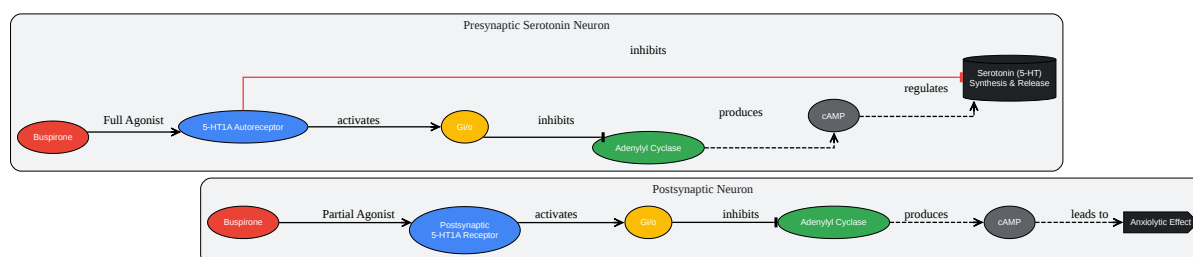 Presynaptic Serotonin Neuron
inhibits
Serotonin (5-HT)
Synthesis & Release
regulates
Full Agonist
activates
inhibits
produces
cAMP
Buspirone
5-HT1A Autoreceptor
Gi/o
Adenylyl Cyclase
Postsynaptic Neuron
Partial Agonist
activates
inhibits
produces
leads to
Buspirone
Postsynaptic
5-HT1A Receptor
Gi/o
Adenylyl Cyclase
cAMP
Anxiolytic Effect